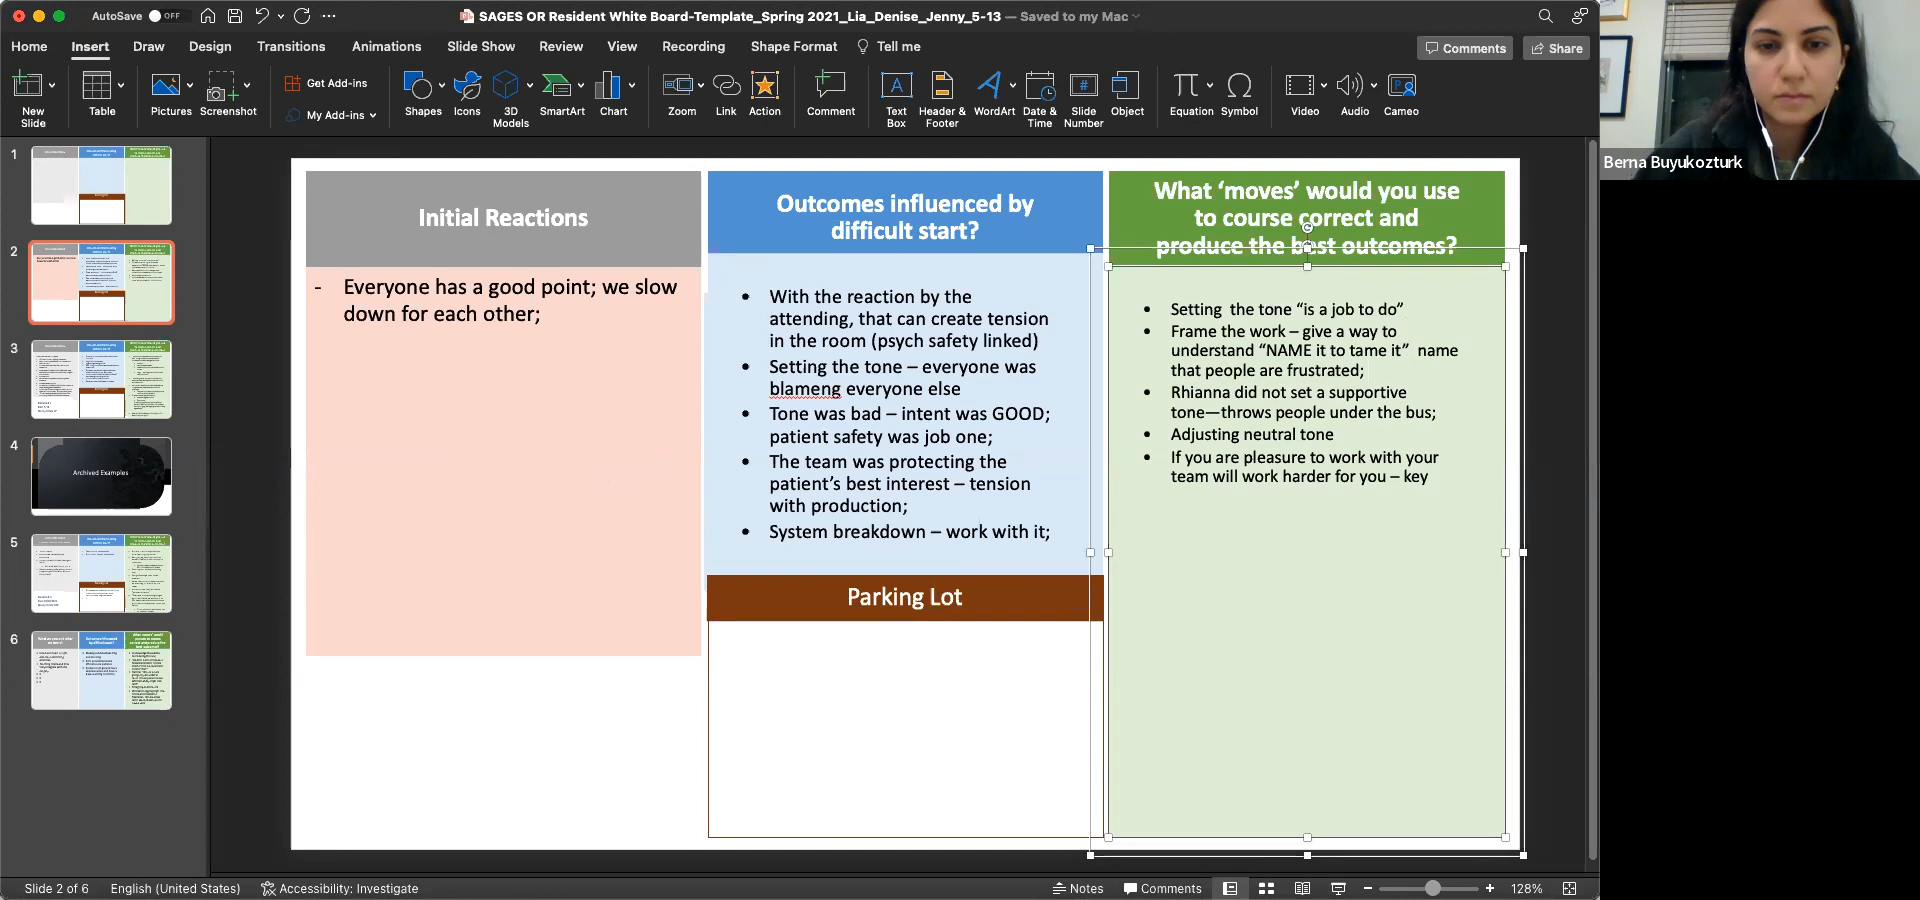 AutoSave OFF
SAGES OR Resident White Board-Template_Spring 2021_Lia_Denise_Jenny_5-13 — Saved to my Mac
Home Insert Draw Design Transitions Animations Slide Show Review View Recording Shape Format Tell me
Comments Share
New
Slide
Table
Pictures
Screenshot
Get Add-ins
My Add-ins
Shapes
Icons
3D
Models
SmartArt
Chart
Zoom
Link
Action
Comment
Text
Box
Header &
Footer
WordArt
Date &
Time
Slide
Number
Object
Equation
Symbol
Video
Audio
Cameo
Berna Buyukozturk
1
2
3
4
Archived Examples
5
6
Initial Reactions
- Everyone has a good point; we slow
down for each other;
Outcomes influenced by
difficult start?
• With the reaction by the
attending, that can create tension
in the room (psych safety linked)
• Setting the tone – everyone was
blameng everyone else
• Tone was bad – intent was GOOD;
patient safety was job one;
• The team was protecting the
patient’s best interest – tension
with production;
• System breakdown – work with it;
Parking Lot
What ‘moves’ would you use
to course correct and
produce the best outcomes?
• Setting the tone “is a job to do”
• Frame the work – give a way to
understand “NAME it to tame it” name
that people are frustrated;
• Rhianna did not set a supportive
tone—throws people under the bus;
• Adjusting neutral tone
• If you are pleasure to work with your
team will work harder for you – key
Slide 2 of 6 English (United States) Accessibility: Investigate
Notes Comments 128%